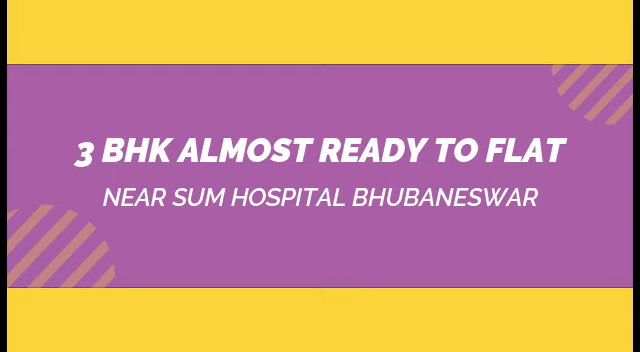 3 BHK ALMOST READY TO FLAT
NEAR SUM HOSPITAL BHUBANESWAR